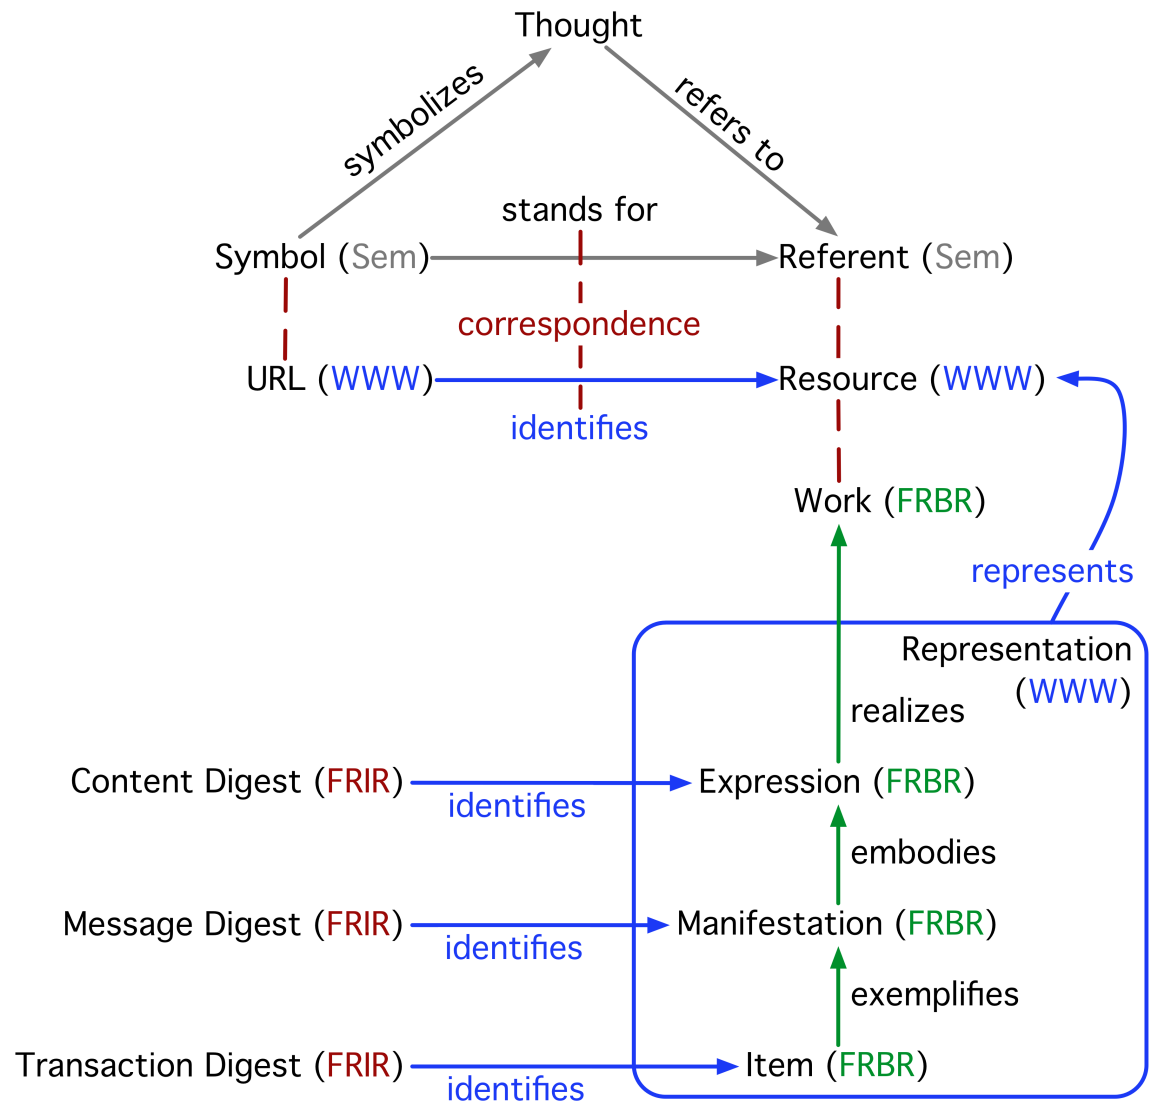 Thought
symbolizes
refers to
stands for
Symbol (Sem)
Referent (Sem)
correspondence
URL (WWW)
Resource (WWW)
identifies
Work (FRBR)
represents
Representation
(WWW)
realizes
Content Digest (FRIR)
identifies
Expression (FRBR)
embodies
Message Digest (FRIR)
identifies
Manifestation (FRBR)
exemplifies
Transaction Digest (FRIR)
identifies
Item (FRBR)